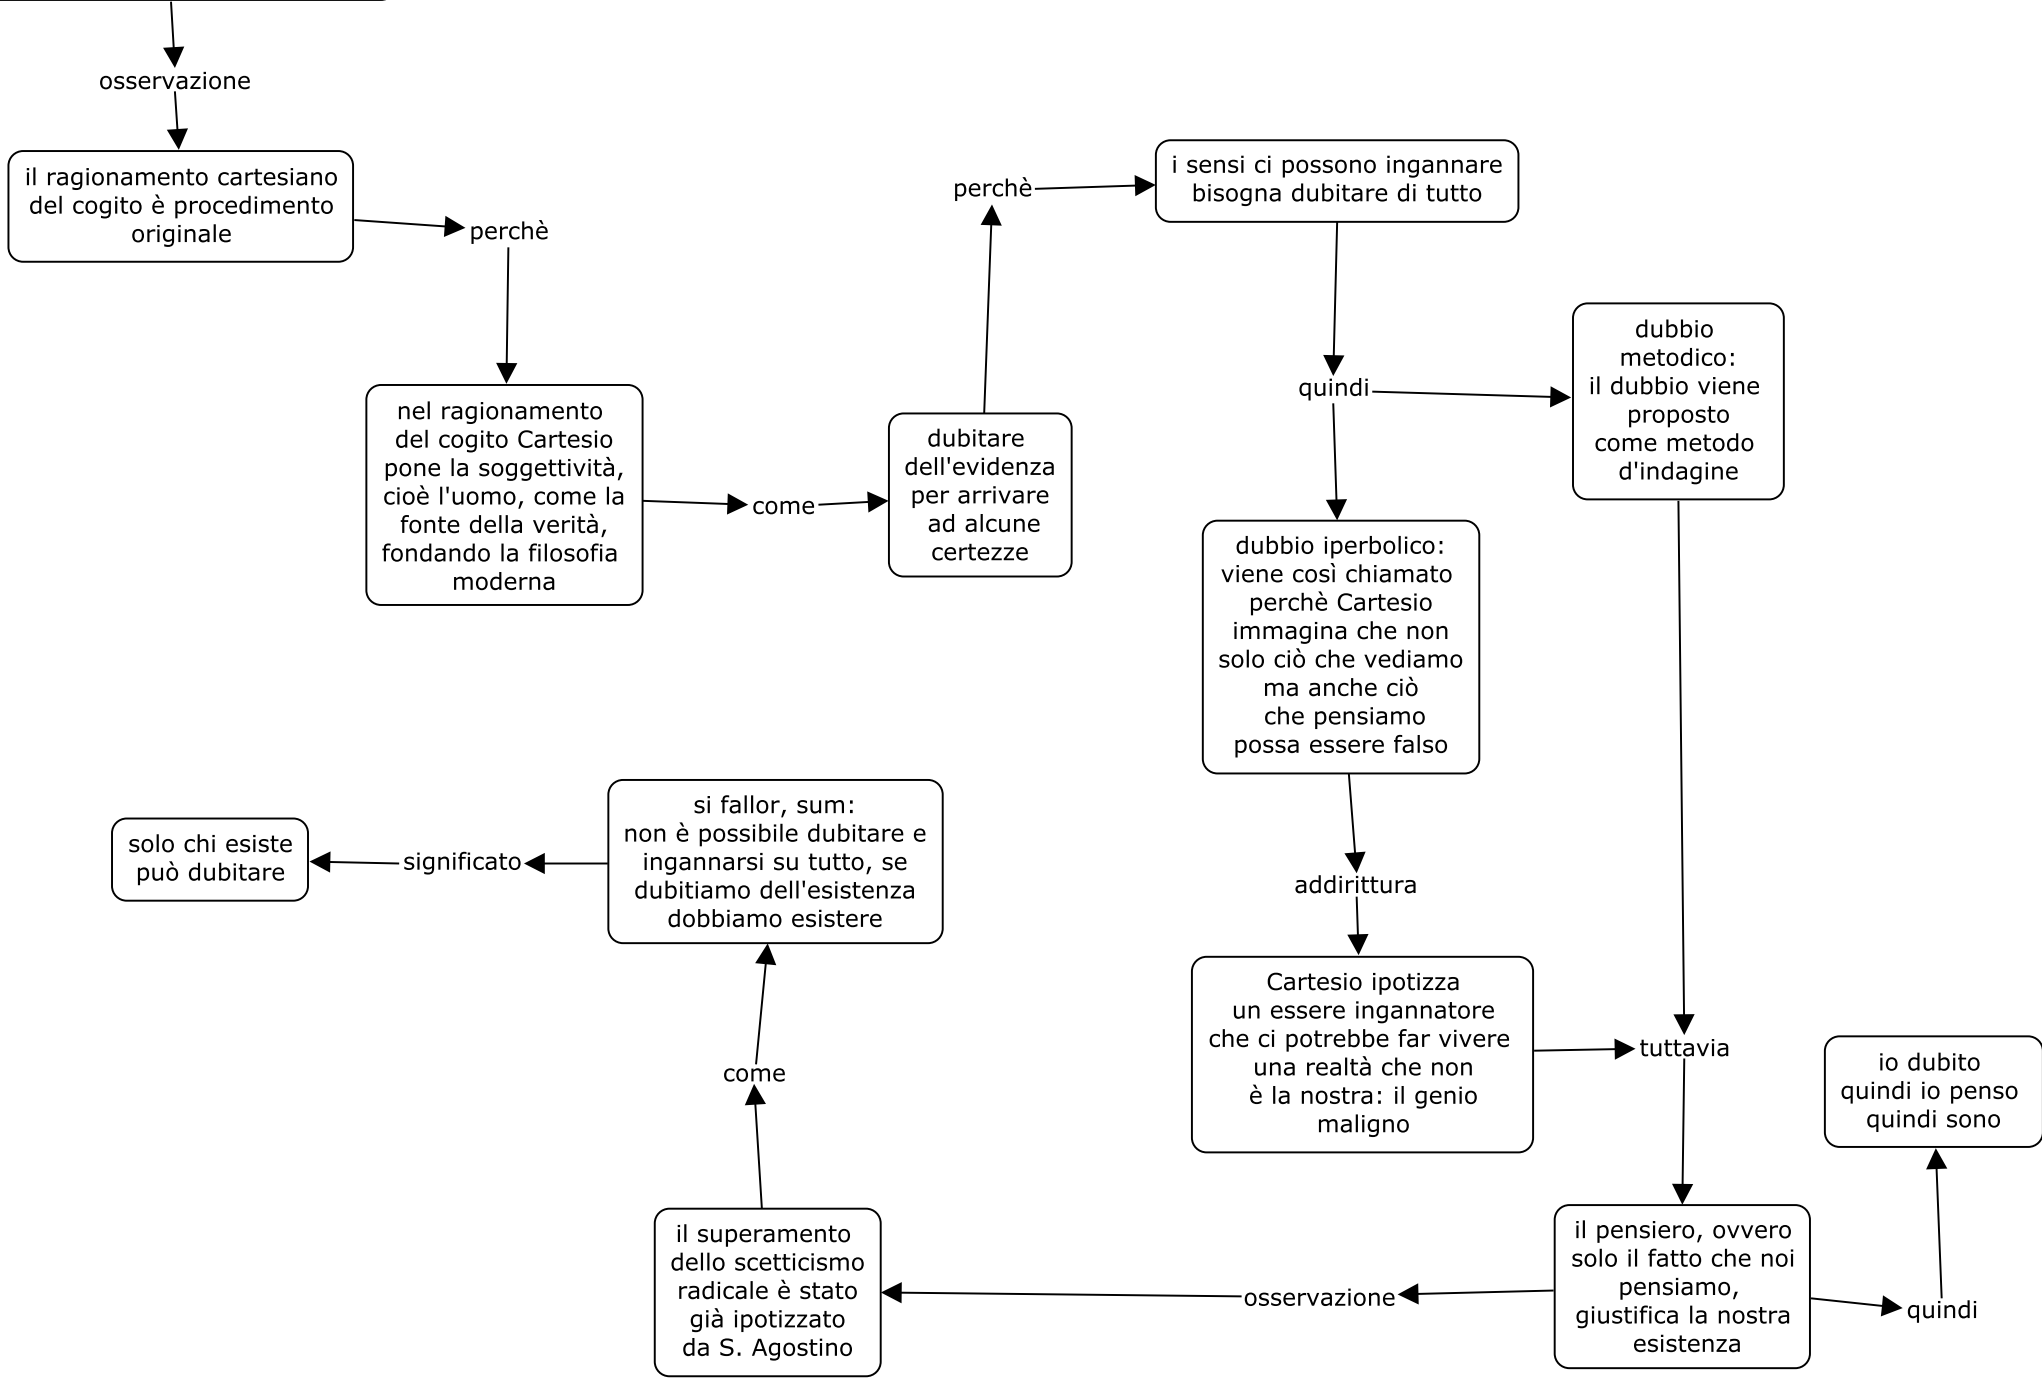 osservazione
il ragionamento cartesiano
del cogito è procedimento
originale
perchè
nel ragionamento
del cogito Cartesio
pone la soggettività,
cioè l'uomo, come la
fonte della verità,
fondando la filosofia
moderna
come
dubitare
dell'evidenza
per arrivare
ad alcune
certezze
perchè
i sensi ci possono ingannare
bisogna dubitare di tutto
quindi
dubbio
metodico:
il dubbio viene
proposto
come metodo
d'indagine
dubbio iperbolico:
viene così chiamato
perchè Cartesio
immagina che non
solo ciò che vediamo
ma anche ciò
che pensiamo
possa essere falso
addirittura
Cartesio ipotizza
un essere ingannatore
che ci potrebbe far vivere
una realtà che non
è la nostra: il genio
maligno
tuttavia
il pensiero, ovvero
solo il fatto che noi
pensiamo,
giustifica la nostra
esistenza
quindi
io dubito
quindi io penso
quindi sono
osservazione
il superamento
dello scetticismo
radicale è stato
già ipotizzato
da S. Agostino
come
si fallor, sum:
non è possibile dubitare e
ingannarsi su tutto, se
dubitiamo dell'esistenza
dobbiamo esistere
significato
solo chi esiste
può dubitare